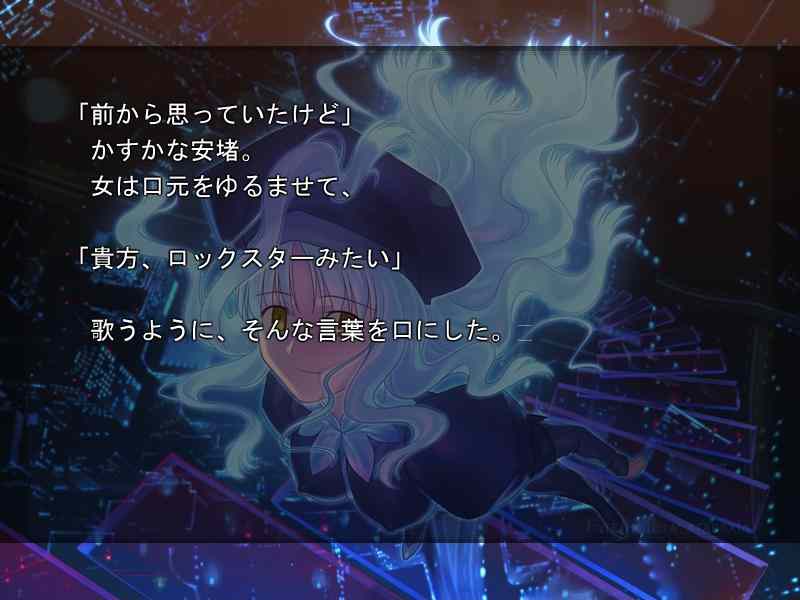 「前から思っていたけど」
かすかな安堵。
女は口元をゆるませて、
「貴方、ロックスターみたい」
歌うように、そんな言葉を口にした。